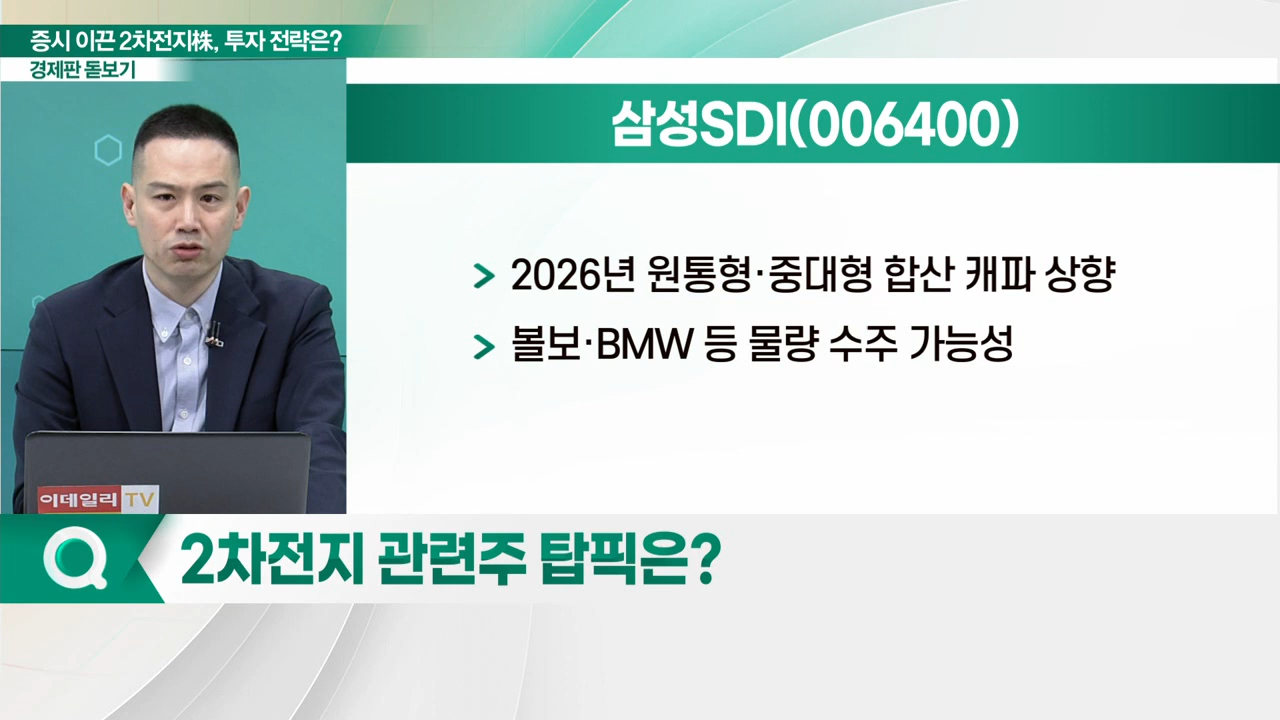 증시 이끈 2차전지株, 투자 전략은?
경제판 돋보기
삼성SDI(006400)
2026년 원통형·중대형 합산 캐파 상향
볼보·BMW 등 물량 수주 가능성
이데일리TV
2차전지 관련주 탑픽은?